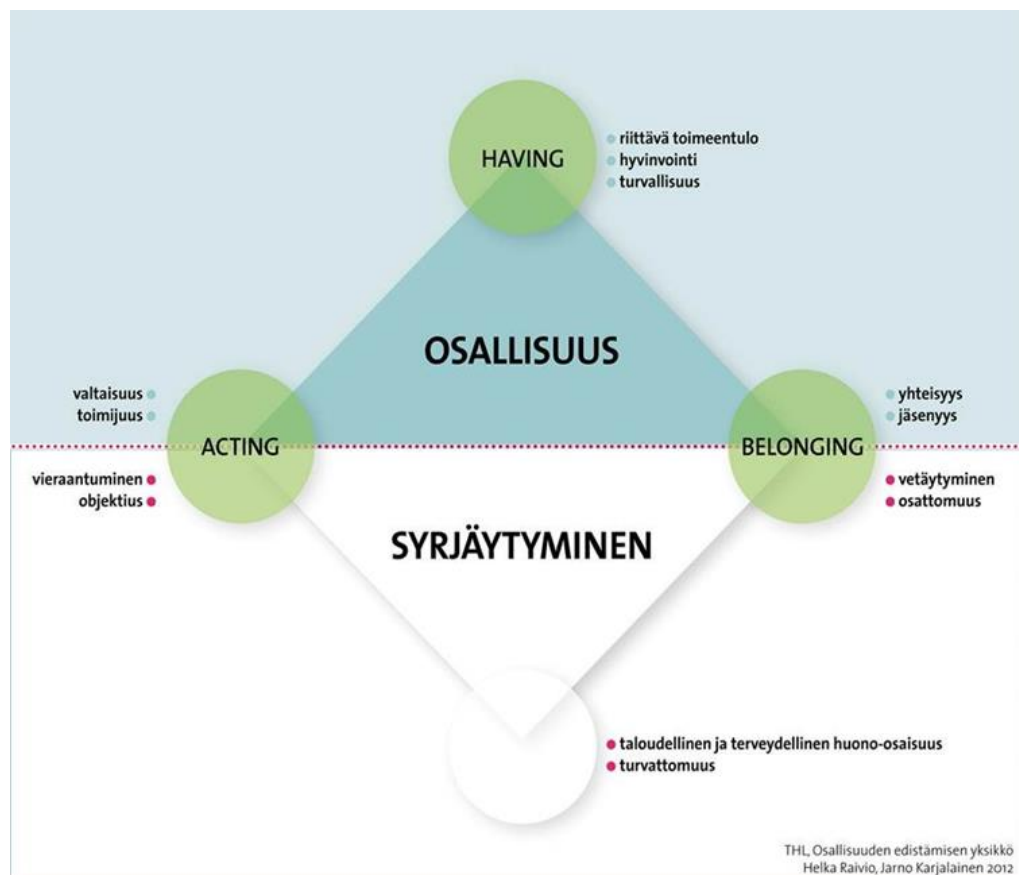 HAVING
riittävä toimeentulo
hyvinvointi
turvallisuus
OSALLISUUS
valtaisuus
toimijuus
yhteisyys
jäsenyys
ACTING
BELONGING
vieraantuminen
objektius
vetäytyminen
osattomuus
SYRJÄYTYMINEN
taloudellinen ja terveydellinen huono-osaisuus
turvattomuus
THL, Osallisuuden edistämisen yksikkö
Helka Raivio, Jarno Karjalainen 2012